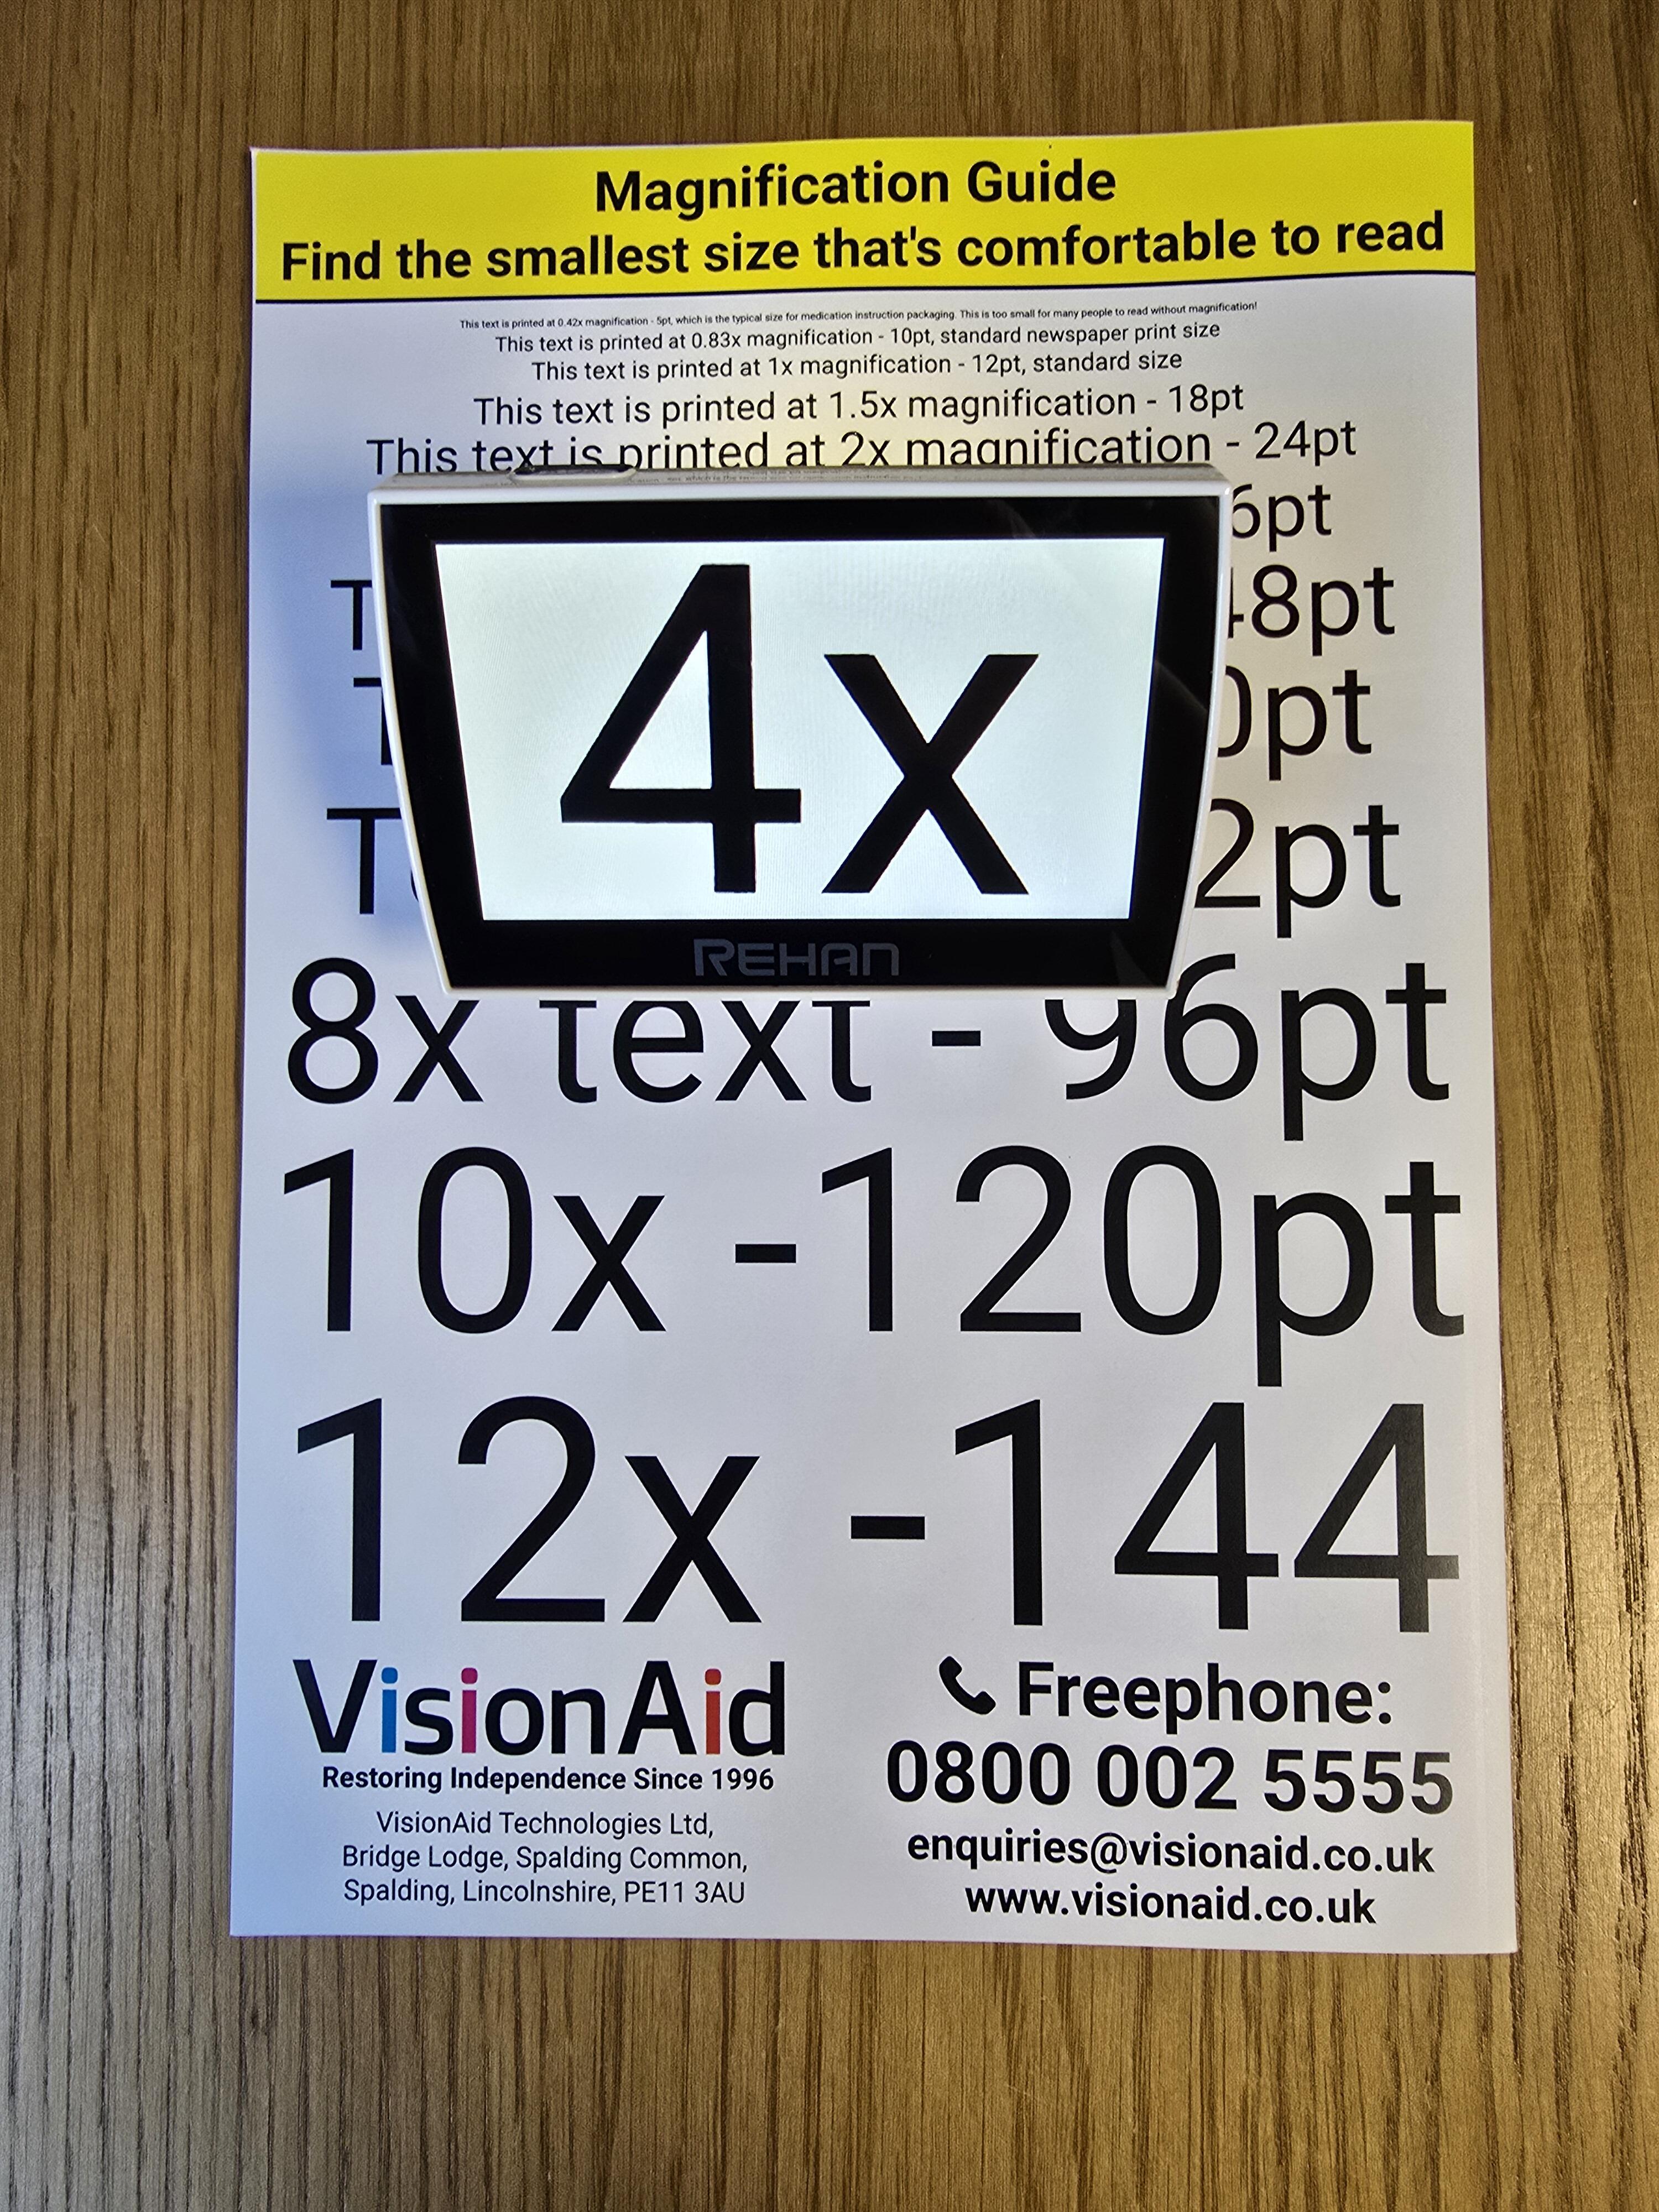 Magnification Guide
Find the smallest size that's comfortable to read
This text is printed at 0.42x magnification - 5pt, which is the typical size for medication instruction packaging. This is too small for many people to read without magnification!
This text is printed at 0.83x magnification - 10pt, standard newspaper print size
This text is printed at 1x magnification - 12pt, standard size
This text is printed at 1.5x magnification - 18pt
This text is printed at 2x magnification - 24pt
6pt
T 48pt
T 0pt
T 2pt
4x
REHAN
8x text - 96pt
10x -120pt
12x -144
VisionAid
Restoring Independence Since 1996
VisionAid Technologies Ltd,
Bridge Lodge, Spalding Common,
Spalding, Lincolnshire, PE11 3AU
Freephone:
0800 002 5555
enquiries@visionaid.co.uk
www.visionaid.co.uk